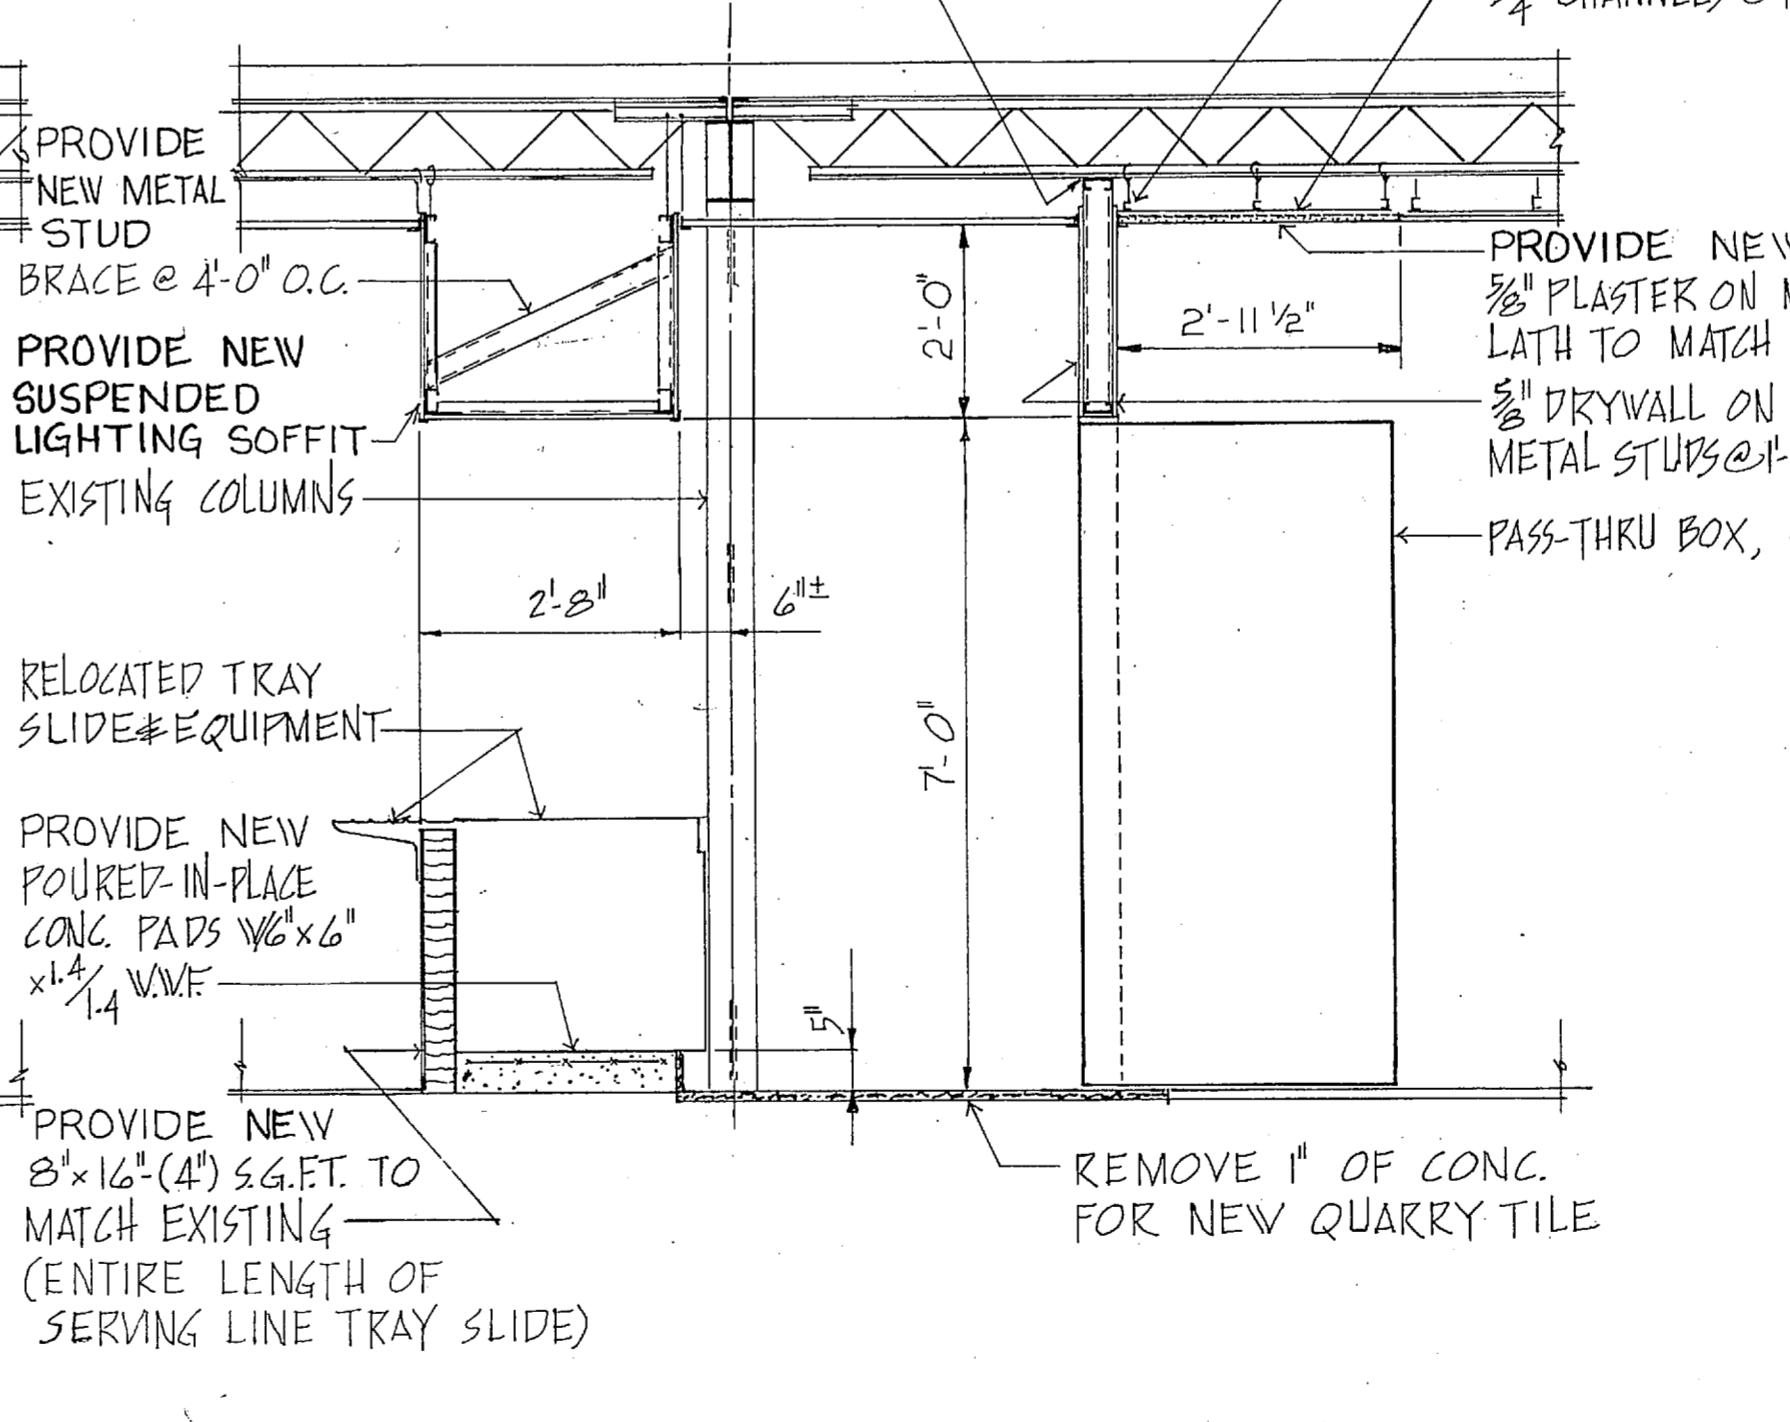 3/4" CHANNELS @
PROVIDE
NEW METAL
STUD
BRACE @ 4'-0" O.C.
PROVIDE NEW
SUSPENDED
LIGHTING SOFFIT
EXISTING COLUMNS
2'-0"
2'-11 1/2"
PROVIDE NEW
5/8" PLASTER ON
LATH TO MATCH
5/8" DRYWALL ON
METAL STUDS @ 1'-
PASS-THRU BOX,
2'-8"
6"±
7'-0"
RELOCATED TRAY
SLIDE & EQUIPMENT
PROVIDE NEW
POURED-IN-PLACE
CONC. PADS W/6"x6"
x1.4/1.4 W.W.F.
5"
PROVIDE NEW
8"x16"-(4") S.G.F.T. TO
MATCH EXISTING
(ENTIRE LENGTH OF
SERVING LINE TRAY SLIDE)
REMOVE 1" OF CONC.
FOR NEW QUARRY TILE